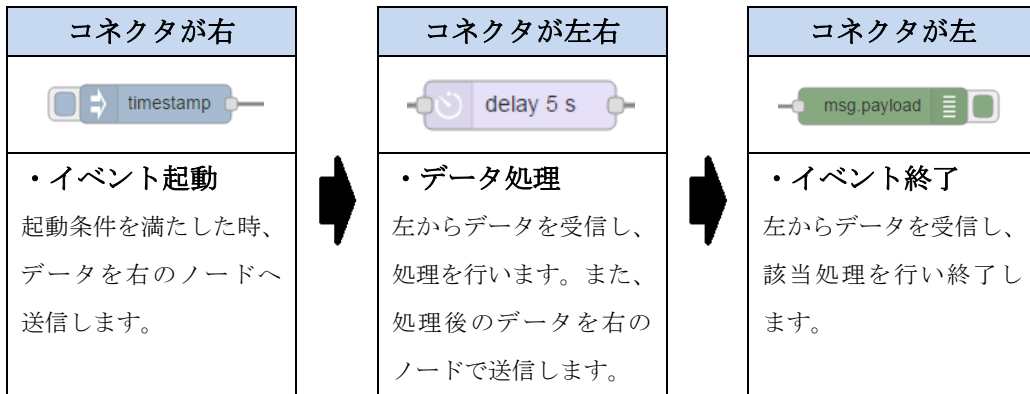 コネクタが右
timestamp
・イベント起動
起動条件を満たした時、
データを右のノードへ
送信します。
コネクタが左右
delay 5 s
・データ処理
左からデータを受信し、
処理を行います。また、
処理後のデータを右の
ノードで送信します。
コネクタが左
msg.payload
・イベント終了
左からデータを受信し、
該当処理を行い終了し
ます。